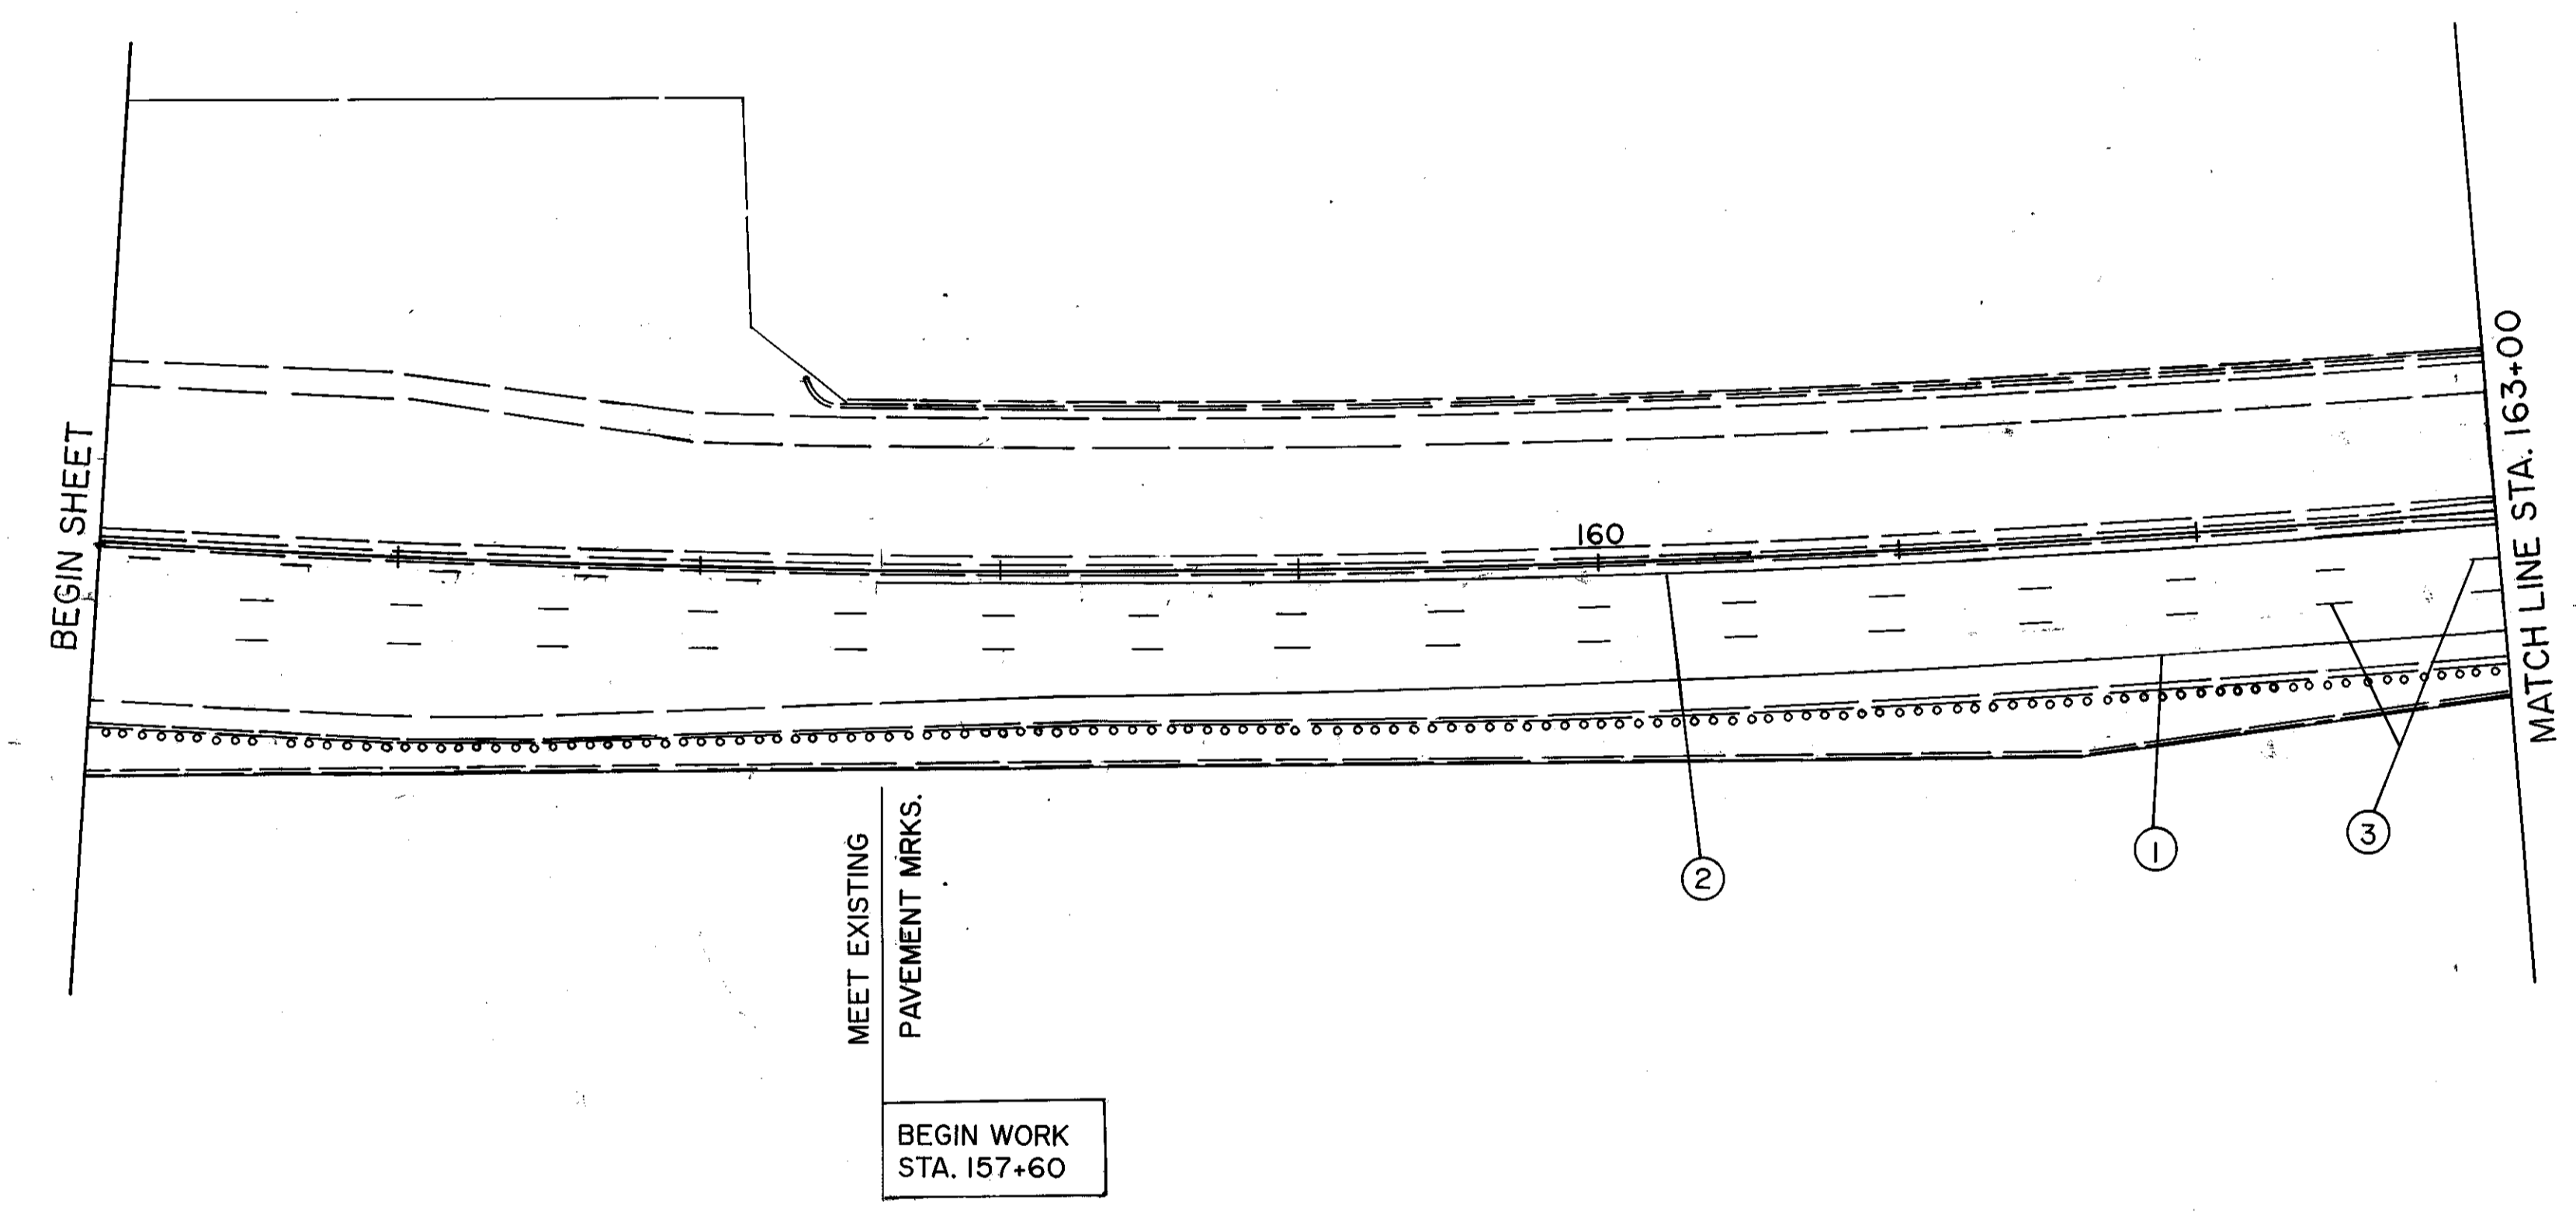 BEGIN SHEET
160
MATCH LINE STA. 163+00
2
1
3
MEET EXISTING
PAVEMENT MRKS.
BEGIN WORK
STA. 157+60